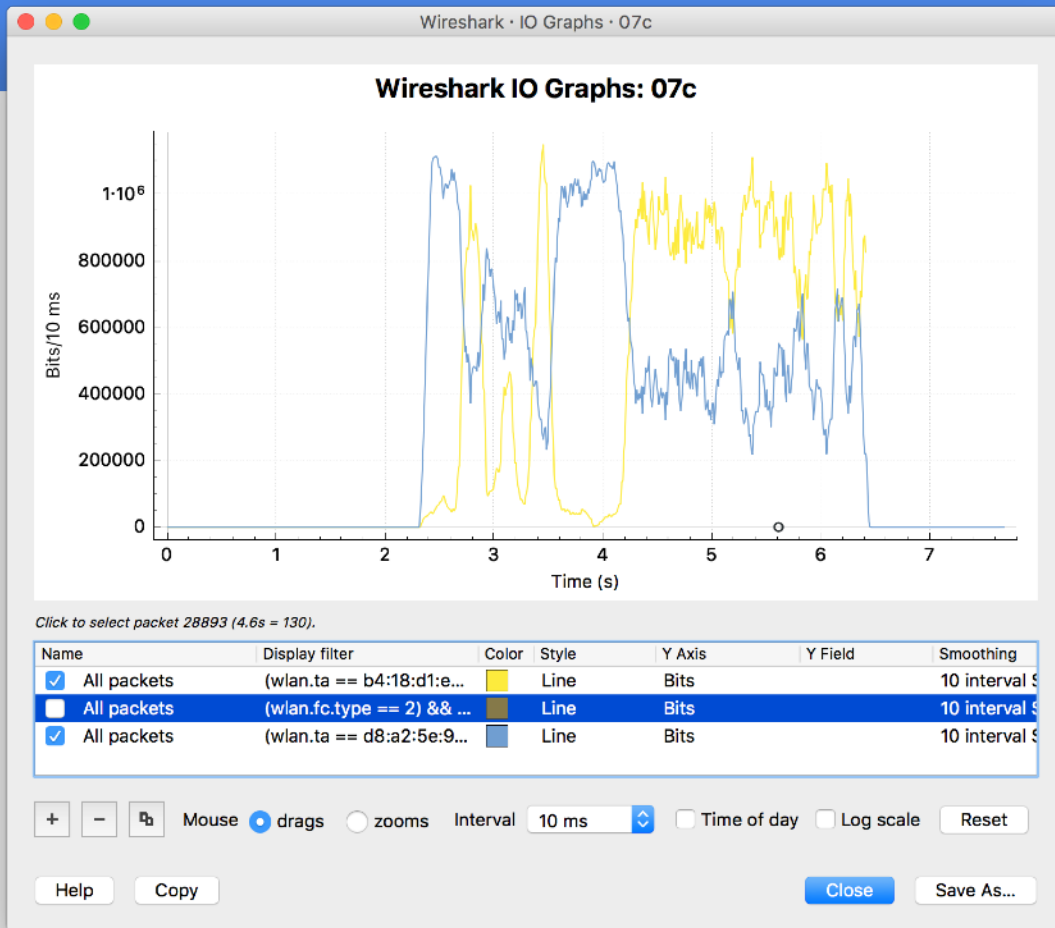 Wireshark · IO Graphs · 07c
Wireshark IO Graphs: 07c
1·10⁶
800000
600000
400000
200000
0
Bits/10 ms
0 1 2 3 4 5 6 7
Time (s)
Click to select packet 28893 (4.6s = 130).
Name Display filter Color Style Y Axis Y Field Smoothing
All packets (wlan.ta == b4:18:d1:e... Line Bits 10 interval S
All packets (wlan.fc.type == 2) && ... Line Bits 10 interval S
All packets (wlan.ta == d8:a2:5e:9... Line Bits 10 interval S
+ − Mouse drags zooms Interval 10 ms Time of day Log scale Reset
Help Copy Close Save As...